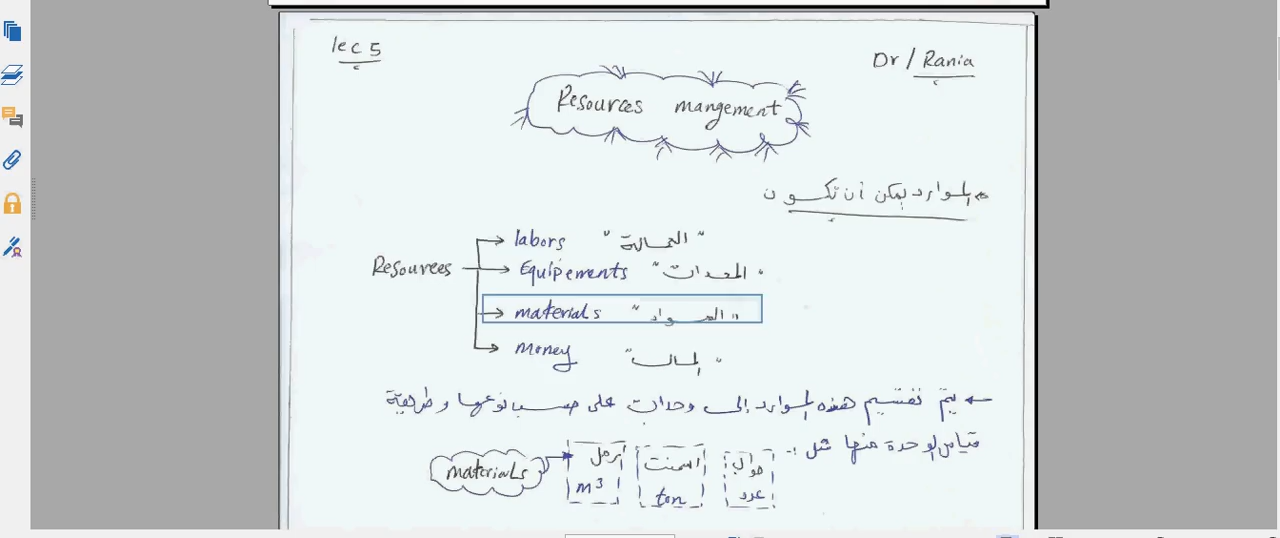 lec 5
Dr / Rania
Resources mangement
الموارد يمكن أن تكون
Resources
labors "العمالة"
Equipements "المعدات"
materials "المواد"
money "المال"
يتم تقسيم هذه الموارد إلى وحدات على حسب نوعها وطريقة
قياس الوحدة منها مثل :-
materials
رمل اسمنت طوب
m³ ton عدد